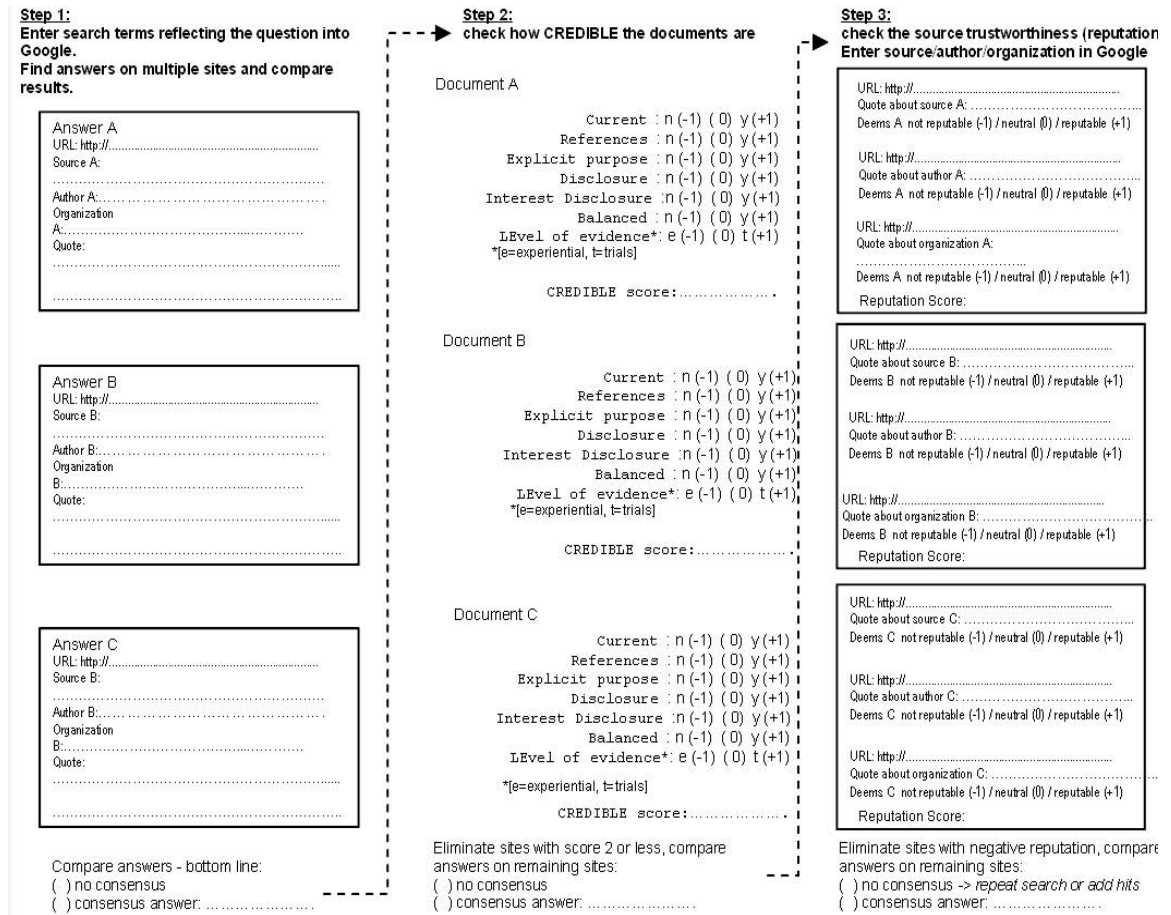 Step 1:
Enter search terms reflecting the question into
Google.
Find answers on multiple sites and compare
results.
Answer A
URL: http://........................................................................
Source A:
……………………………………………………………
Author A:……………………………………………….
Organization
A:……………………………………..……………
Quote:
…………………………………………………………......
……………………………………………………………..
Answer B
URL: http://........................................................................
Source B:
……………………………………………………………
Author B:……………………………………………….
Organization
B:……………………………………..……………
Quote:
…………………………………………………………......
……………………………………………………………..
Answer C
URL: http://........................................................................
Source B:
……………………………………………………………
Author B:……………………………………………….
Organization
B:……………………………………..……………
Quote:
…………………………………………………………......
……………………………………………………………..
Compare answers - bottom line:
( ) no consensus
( ) consensus answer: ………………….
Step 2:
check how CREDIBLE the documents are
Document A
Current : n (-1) ( 0) y (+1)
References : n (-1) ( 0) y (+1)
Explicit purpose : n (-1) ( 0) y (+1)
Disclosure : n (-1) ( 0) y (+1)
Interest Disclosure :n (-1) ( 0) y (+1)
Balanced : n (-1) ( 0) y (+1)
LEvel of evidence*: e (-1) ( 0) t (+1)
*[e=experiential, t=trials]
CREDIBLE score:……………….
Document B
Current : n (-1) ( 0) y (+1)
References : n (-1) ( 0) y (+1)
Explicit purpose : n (-1) ( 0) y (+1)
Disclosure : n (-1) ( 0) y (+1)
Interest Disclosure :n (-1) ( 0) y (+1)
Balanced : n (-1) ( 0) y (+1)
LEvel of evidence*: e (-1) ( 0) t (+1)
*[e=experiential, t=trials]
CREDIBLE score:……………….
Document C
Current : n (-1) ( 0) y (+1)
References : n (-1) ( 0) y (+1)
Explicit purpose : n (-1) ( 0) y (+1)
Disclosure : n (-1) ( 0) y (+1)
Interest Disclosure :n (-1) ( 0) y (+1)
Balanced : n (-1) ( 0) y (+1)
LEvel of evidence*: e (-1) ( 0) t (+1)
*[e=experiential, t=trials]
CREDIBLE score:……………….
Eliminate sites with score 2 or less, compare
answers on remaining sites:
( ) no consensus
( ) consensus answer: ………………….
Step 3:
check the source trustworthiness (reputation
Enter source/author/organization in Google
URL: http://.....................................................................
Quote about source A: ………………………………..
Deems A not reputable (-1) / neutral (0) / reputable (+1)
URL: http://.....................................................................
Quote about author A: ………………………………..
Deems A not reputable (-1) / neutral (0) / reputable (+1)
URL: http://.....................................................................
Quote about organization A:
………………………………..
Deems A not reputable (-1) / neutral (0) / reputable (+1)
Reputation Score:
URL: http://.....................................................................
Quote about source B: ………………………………..
Deems B not reputable (-1) / neutral (0) / reputable (+1)
URL: http://.....................................................................
Quote about author B: ………………………………..
Deems B not reputable (-1) / neutral (0) / reputable (+1)
URL: http://.....................................................................
Quote about organization B: ………………………………..
Deems B not reputable (-1) / neutral (0) / reputable (+1)
Reputation Score:
URL: http://.....................................................................
Quote about source C: ………………………………..
Deems C not reputable (-1) / neutral (0) / reputable (+1)
URL: http://.....................................................................
Quote about author C: ………………………………..
Deems C not reputable (-1) / neutral (0) / reputable (+1)
URL: http://.....................................................................
Quote about organization C: ………………………………..
Deems C not reputable (-1) / neutral (0) / reputable (+1)
Reputation Score:
Eliminate sites with negative reputation, compare
answers on remaining sites:
( ) no consensus -> repeat search or add hits
( ) consensus answer: ………………….